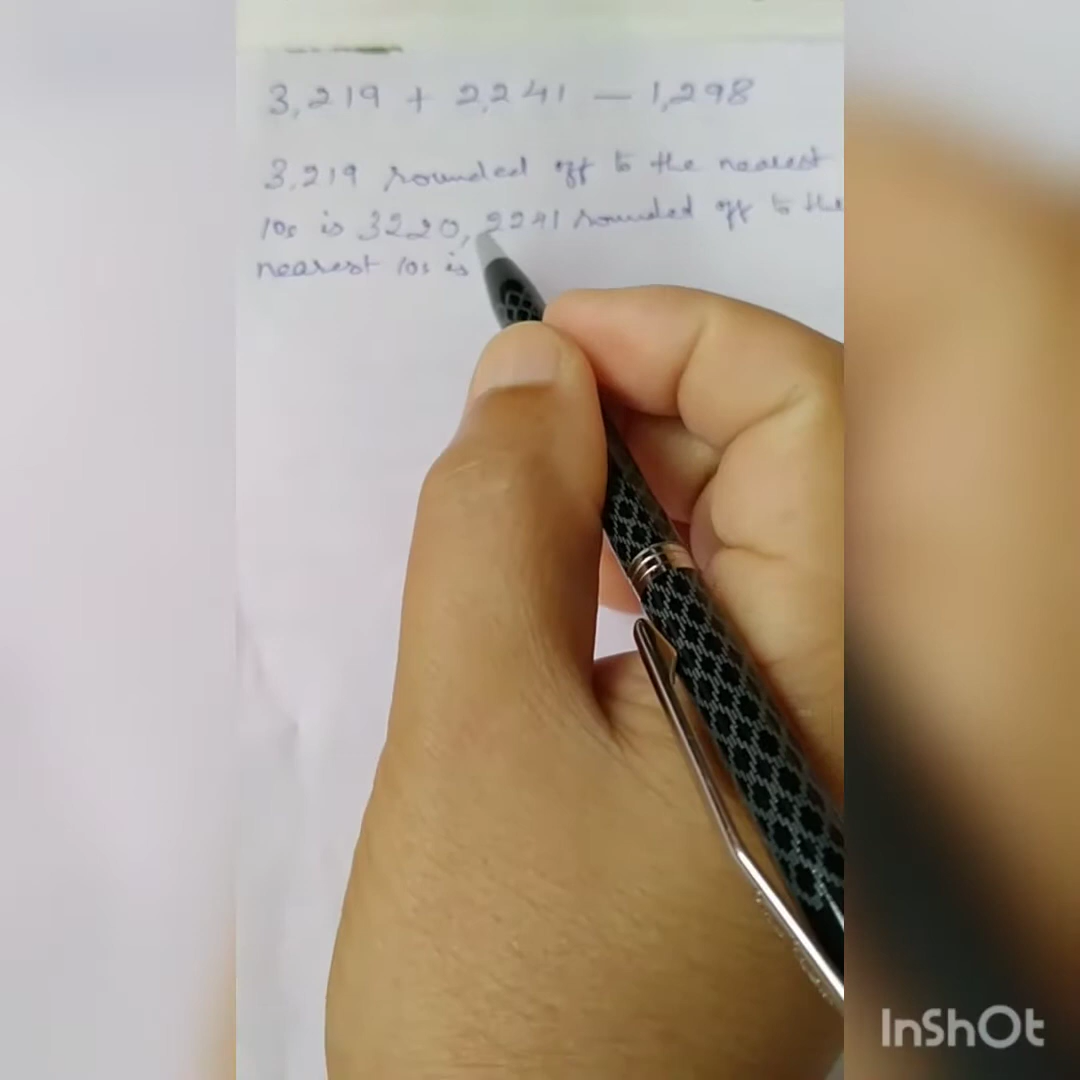 3,219 + 2,241 - 1,298
3,219 rounded off to the nearest
10s is 3220, 2241 rounded off to the
nearest 10s is
InShOt